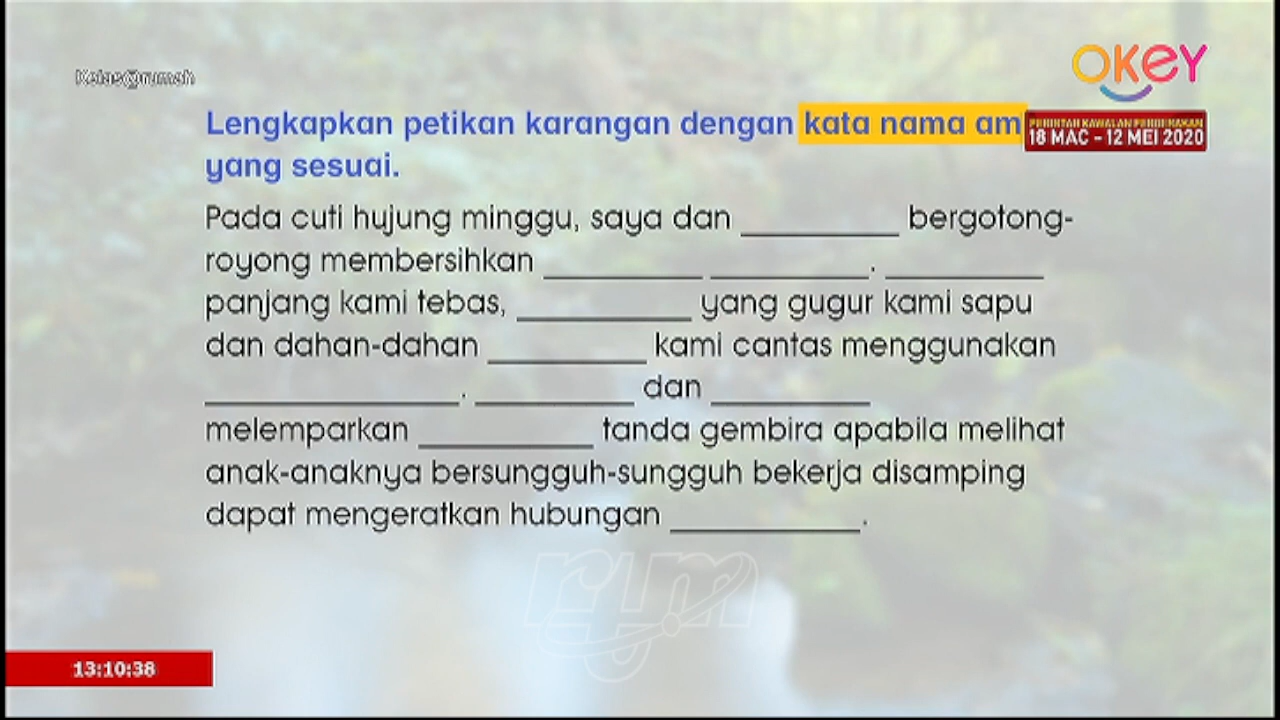 Kelas@rumah
OKeY
Lengkapkan petikan karangan dengan kata nama am
PERINTAH KAWALAN PERGERAKAN
18 MAC - 12 MEI 2020
yang sesuai.
Pada cuti hujung minggu, saya dan __________ bergotong-
royong membersihkan __________ __________. __________
panjang kami tebas, ___________ yang gugur kami sapu
dan dahan-dahan __________ kami cantas menggunakan
________________. __________ dan __________
melemparkan ___________ tanda gembira apabila melihat
anak-anaknya bersungguh-sungguh bekerja disamping
dapat mengeratkan hubungan ____________.
rtm
13:10:38